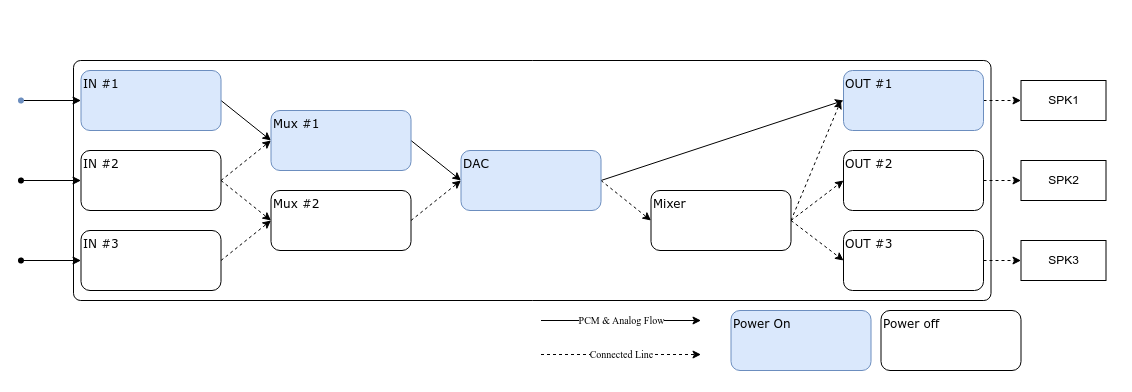 IN #1
OUT #1
SPK1
Mux #1
IN #2
DAC
OUT #2
SPK2
Mux #2
Mixer
IN #3
OUT #3
SPK3
PCM & Analog Flow
Power On
Power off
Connected Line